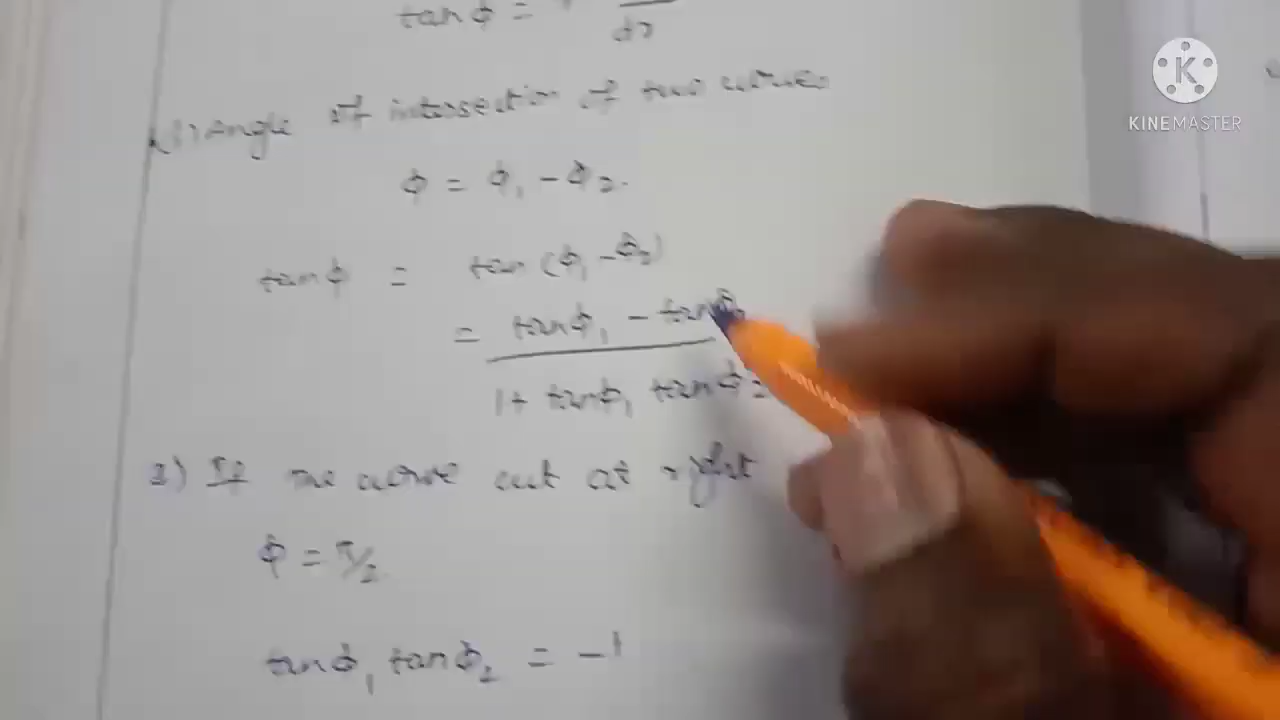 tan ϕ = r
dr
(i) Angle of intersection of two curves
KINEMASTER
ϕ = ϕ₁ - ϕ₂.
tan ϕ = tan (ϕ₁ - ϕ₂)
= tan ϕ₁ - tan ϕ
1 + tan ϕ₁ tan ϕ₂
2) If the curve cut at right
ϕ = π/2
tan ϕ₁ tan ϕ₂ = -1